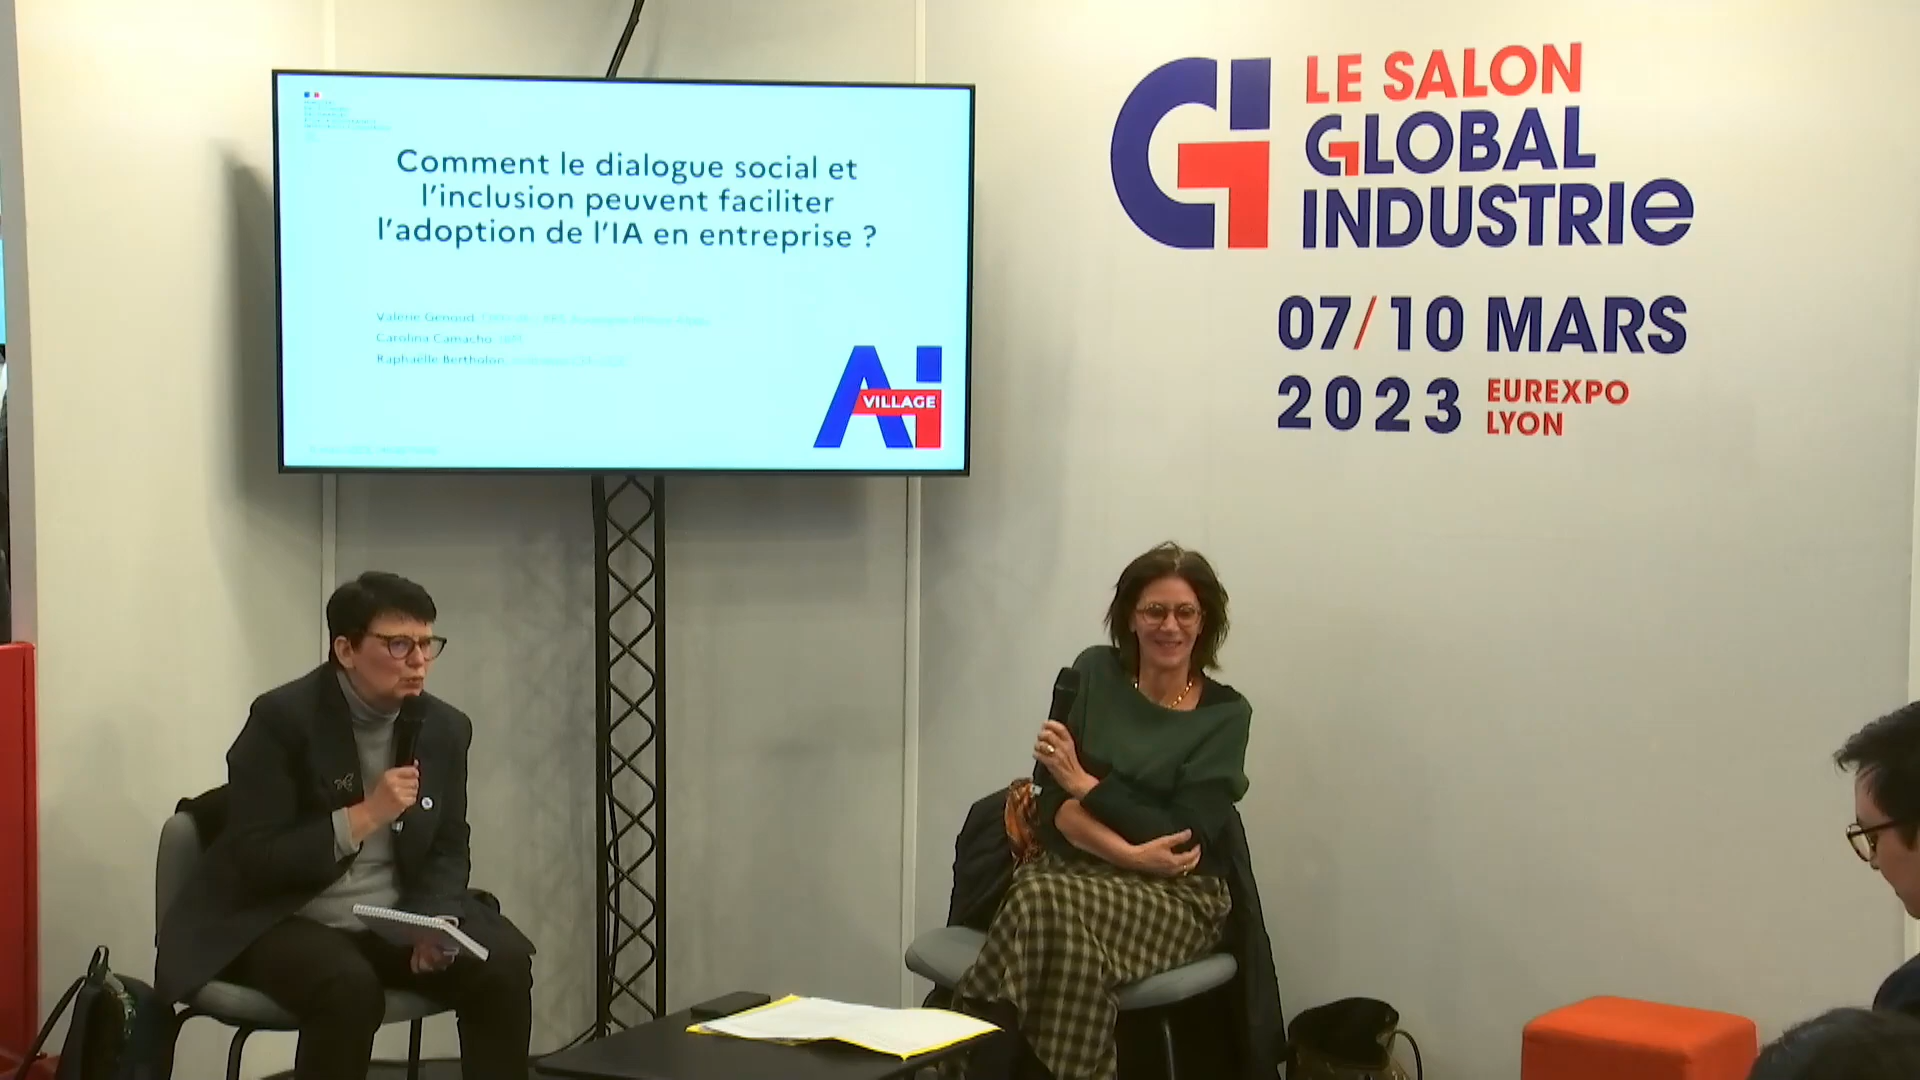 Comment le dialogue social et
l'inclusion peuvent faciliter
l'adoption de l'IA en entreprise ?
Valérie Genoud,
Carolina Camacho,
Raphaëlle Bertholon,
Ai
VILLAGE
GI
LE SALON
GLOBAL
INDUSTRIE
07/10 MARS
2023 EUREXPO
LYON